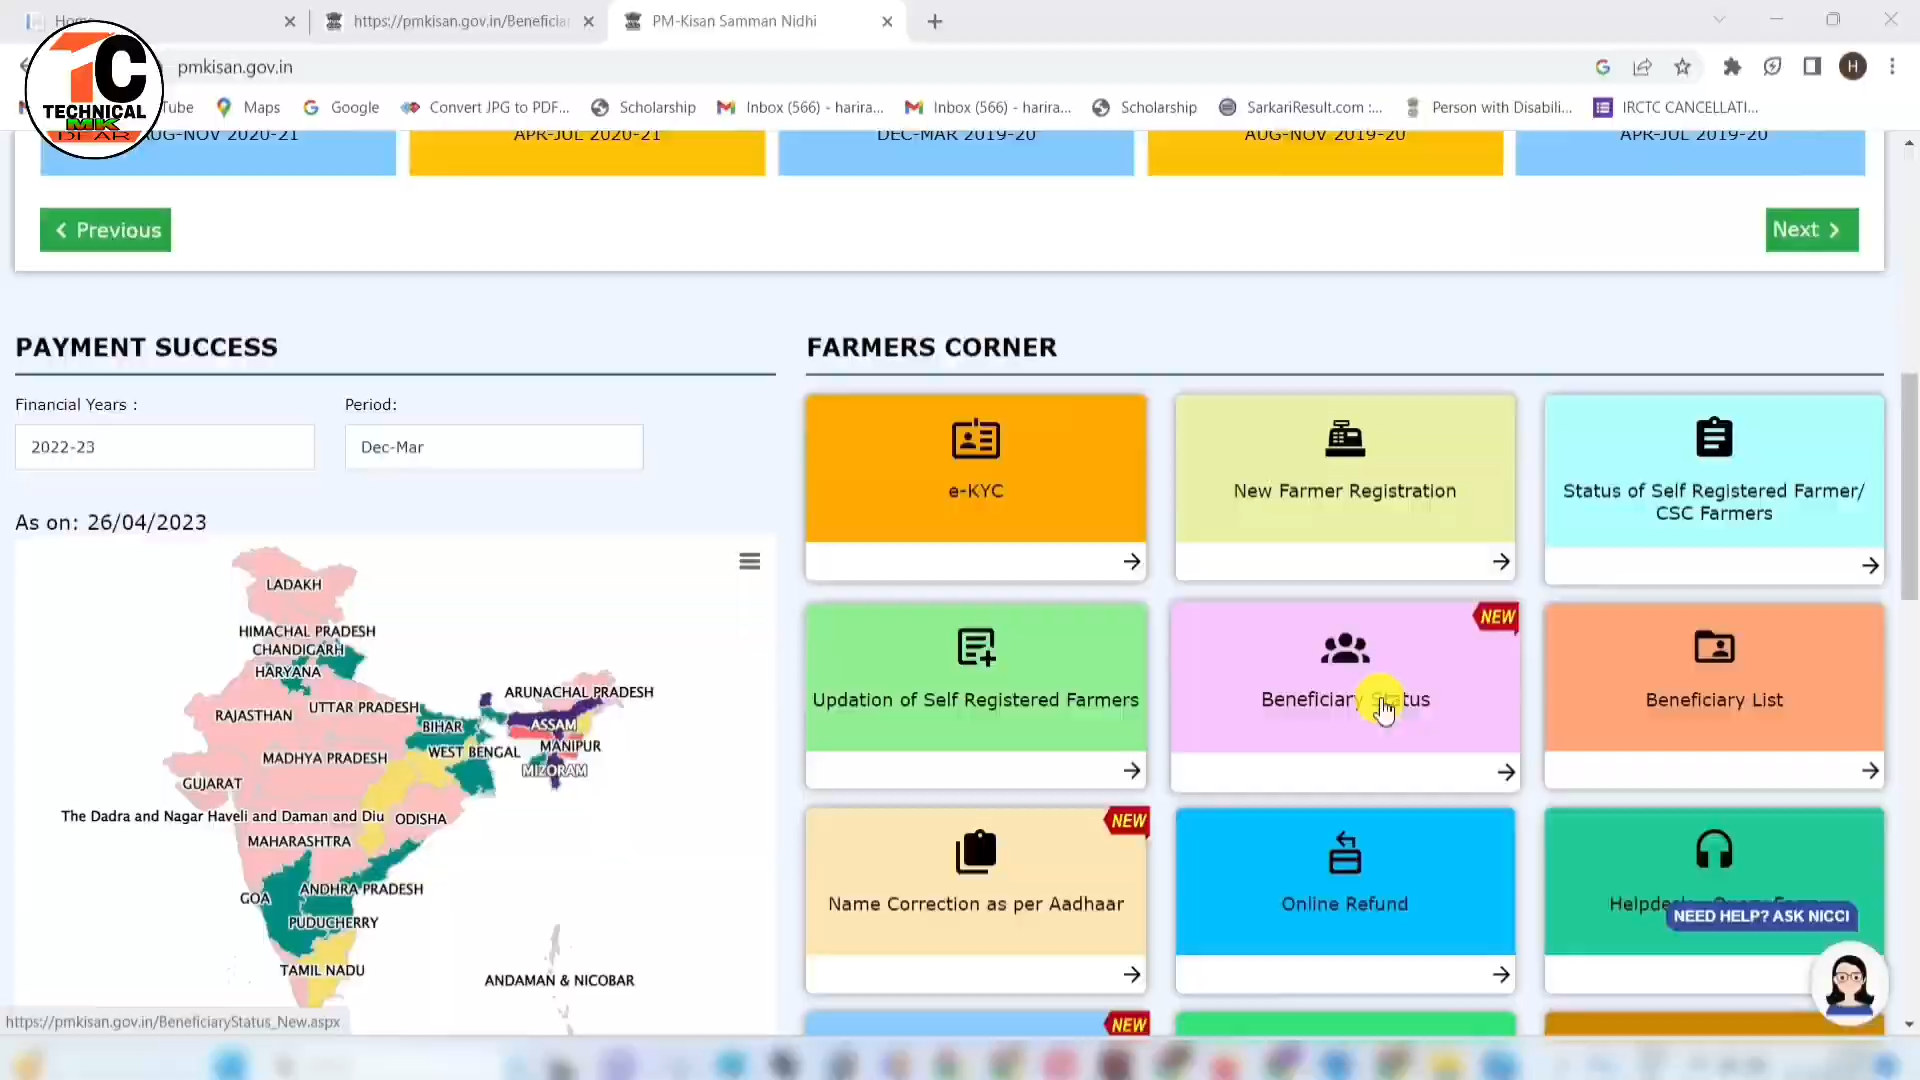 https://pmkisan.gov.in/Beneficia
PM-Kisan Samman Nidhi
pmkisan.gov.in
TC
TECHNICAL
MK
Tube
Maps
Google
Convert JPG to PDF...
Scholarship
Inbox (566) - harira...
Inbox (566) - harira...
Scholarship
SarkariResult.com :...
Person with Disabili...
IRCTC CANCELLATI...
H
AUG-NOV 2020-21
APR-JUL 2020-21
DEC-MAR 2019-20
AUG-NOV 2019-20
APR-JUL 2019-20
Previous
Next
PAYMENT SUCCESS
Financial Years :
Period:
2022-23
Dec-Mar
As on: 26/04/2023
LADAKH
HIMACHAL PRADESH
CHANDIGARH
HARYANA
ARUNACHAL PRADESH
UTTAR PRADESH
RAJASTHAN
BIHAR
ASSAM
MANIPUR
WEST BENGAL
MADHYA PRADESH
MIZORAM
GUJARAT
The Dadra and Nagar Haveli and Daman and Diu
ODISHA
MAHARASHTRA
ANDHRA PRADESH
GOA
PUDUCHERRY
TAMIL NADU
ANDAMAN & NICOBAR
FARMERS CORNER
e-KYC
New Farmer Registration
Status of Self Registered Farmer/
CSC Farmers
Updation of Self Registered Farmers
NEW
Beneficiary Status
Beneficiary List
NEW
Name Correction as per Aadhaar
Online Refund
NEED HELP? ASK NICCI
NEW
https://pmkisan.gov.in/BeneficiaryStatus_New.aspx